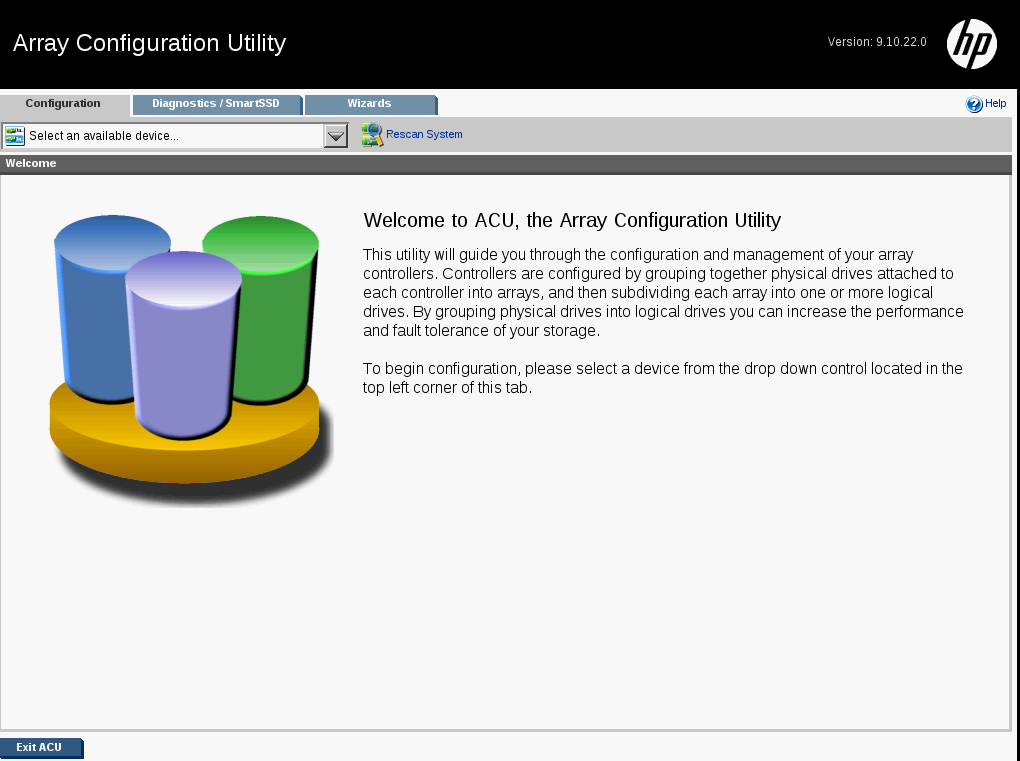 Array Configuration Utility
Version: 9.10.22.0
hp
Configuration
Diagnostics / SmartSSD
Wizards
Help
Select an available device...
Rescan System
Welcome
Welcome to ACU, the Array Configuration Utility
This utility will guide you through the configuration and management of your array
controllers. Controllers are configured by grouping together physical drives attached to
each controller into arrays, and then subdividing each array into one or more logical
drives. By grouping physical drives into logical drives you can increase the performance
and fault tolerance of your storage.
To begin configuration, please select a device from the drop down control located in the
top left corner of this tab.
Exit ACU